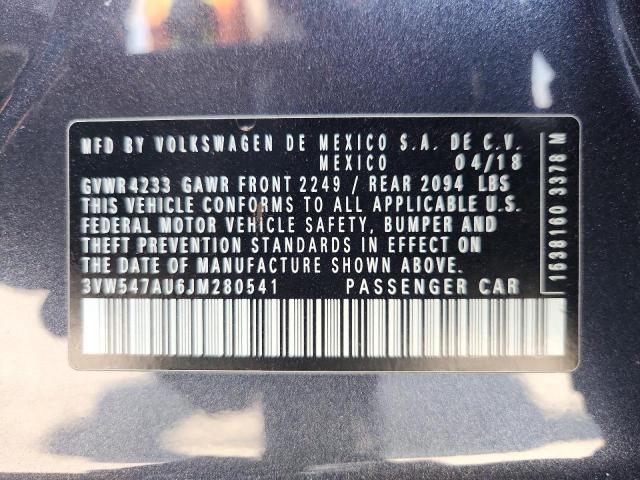 MFD BY VOLKSWAGEN DE MEXICO S.A. DE C.V.
MEXICO 04/18
GVWR 4233 GAWR FRONT 2249 / REAR 2094 LBS
THIS VEHICLE CONFORMS TO ALL APPLICABLE U.S.
FEDERAL MOTOR VEHICLE SAFETY, BUMPER AND
THEFT PREVENTION STANDARDS IN EFFECT ON
THE DATE OF MANUFACTURE SHOWN ABOVE.
3VW547AU6JM280541 PASSENGER CAR
1638160 3378 M